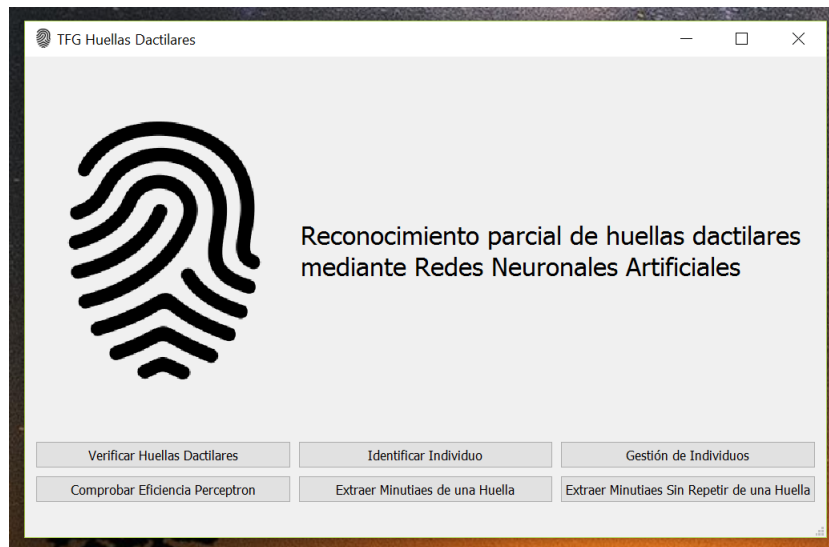 TFG Huellas Dactilares
Reconocimiento parcial de huellas dactilares
mediante Redes Neuronales Artificiales
Verificar Huellas Dactilares
Identificar Individuo
Gestión de Individuos
Comprobar Eficiencia Perceptron
Extraer Minutiaes de una Huella
Extraer Minutiaes Sin Repetir de una Huella